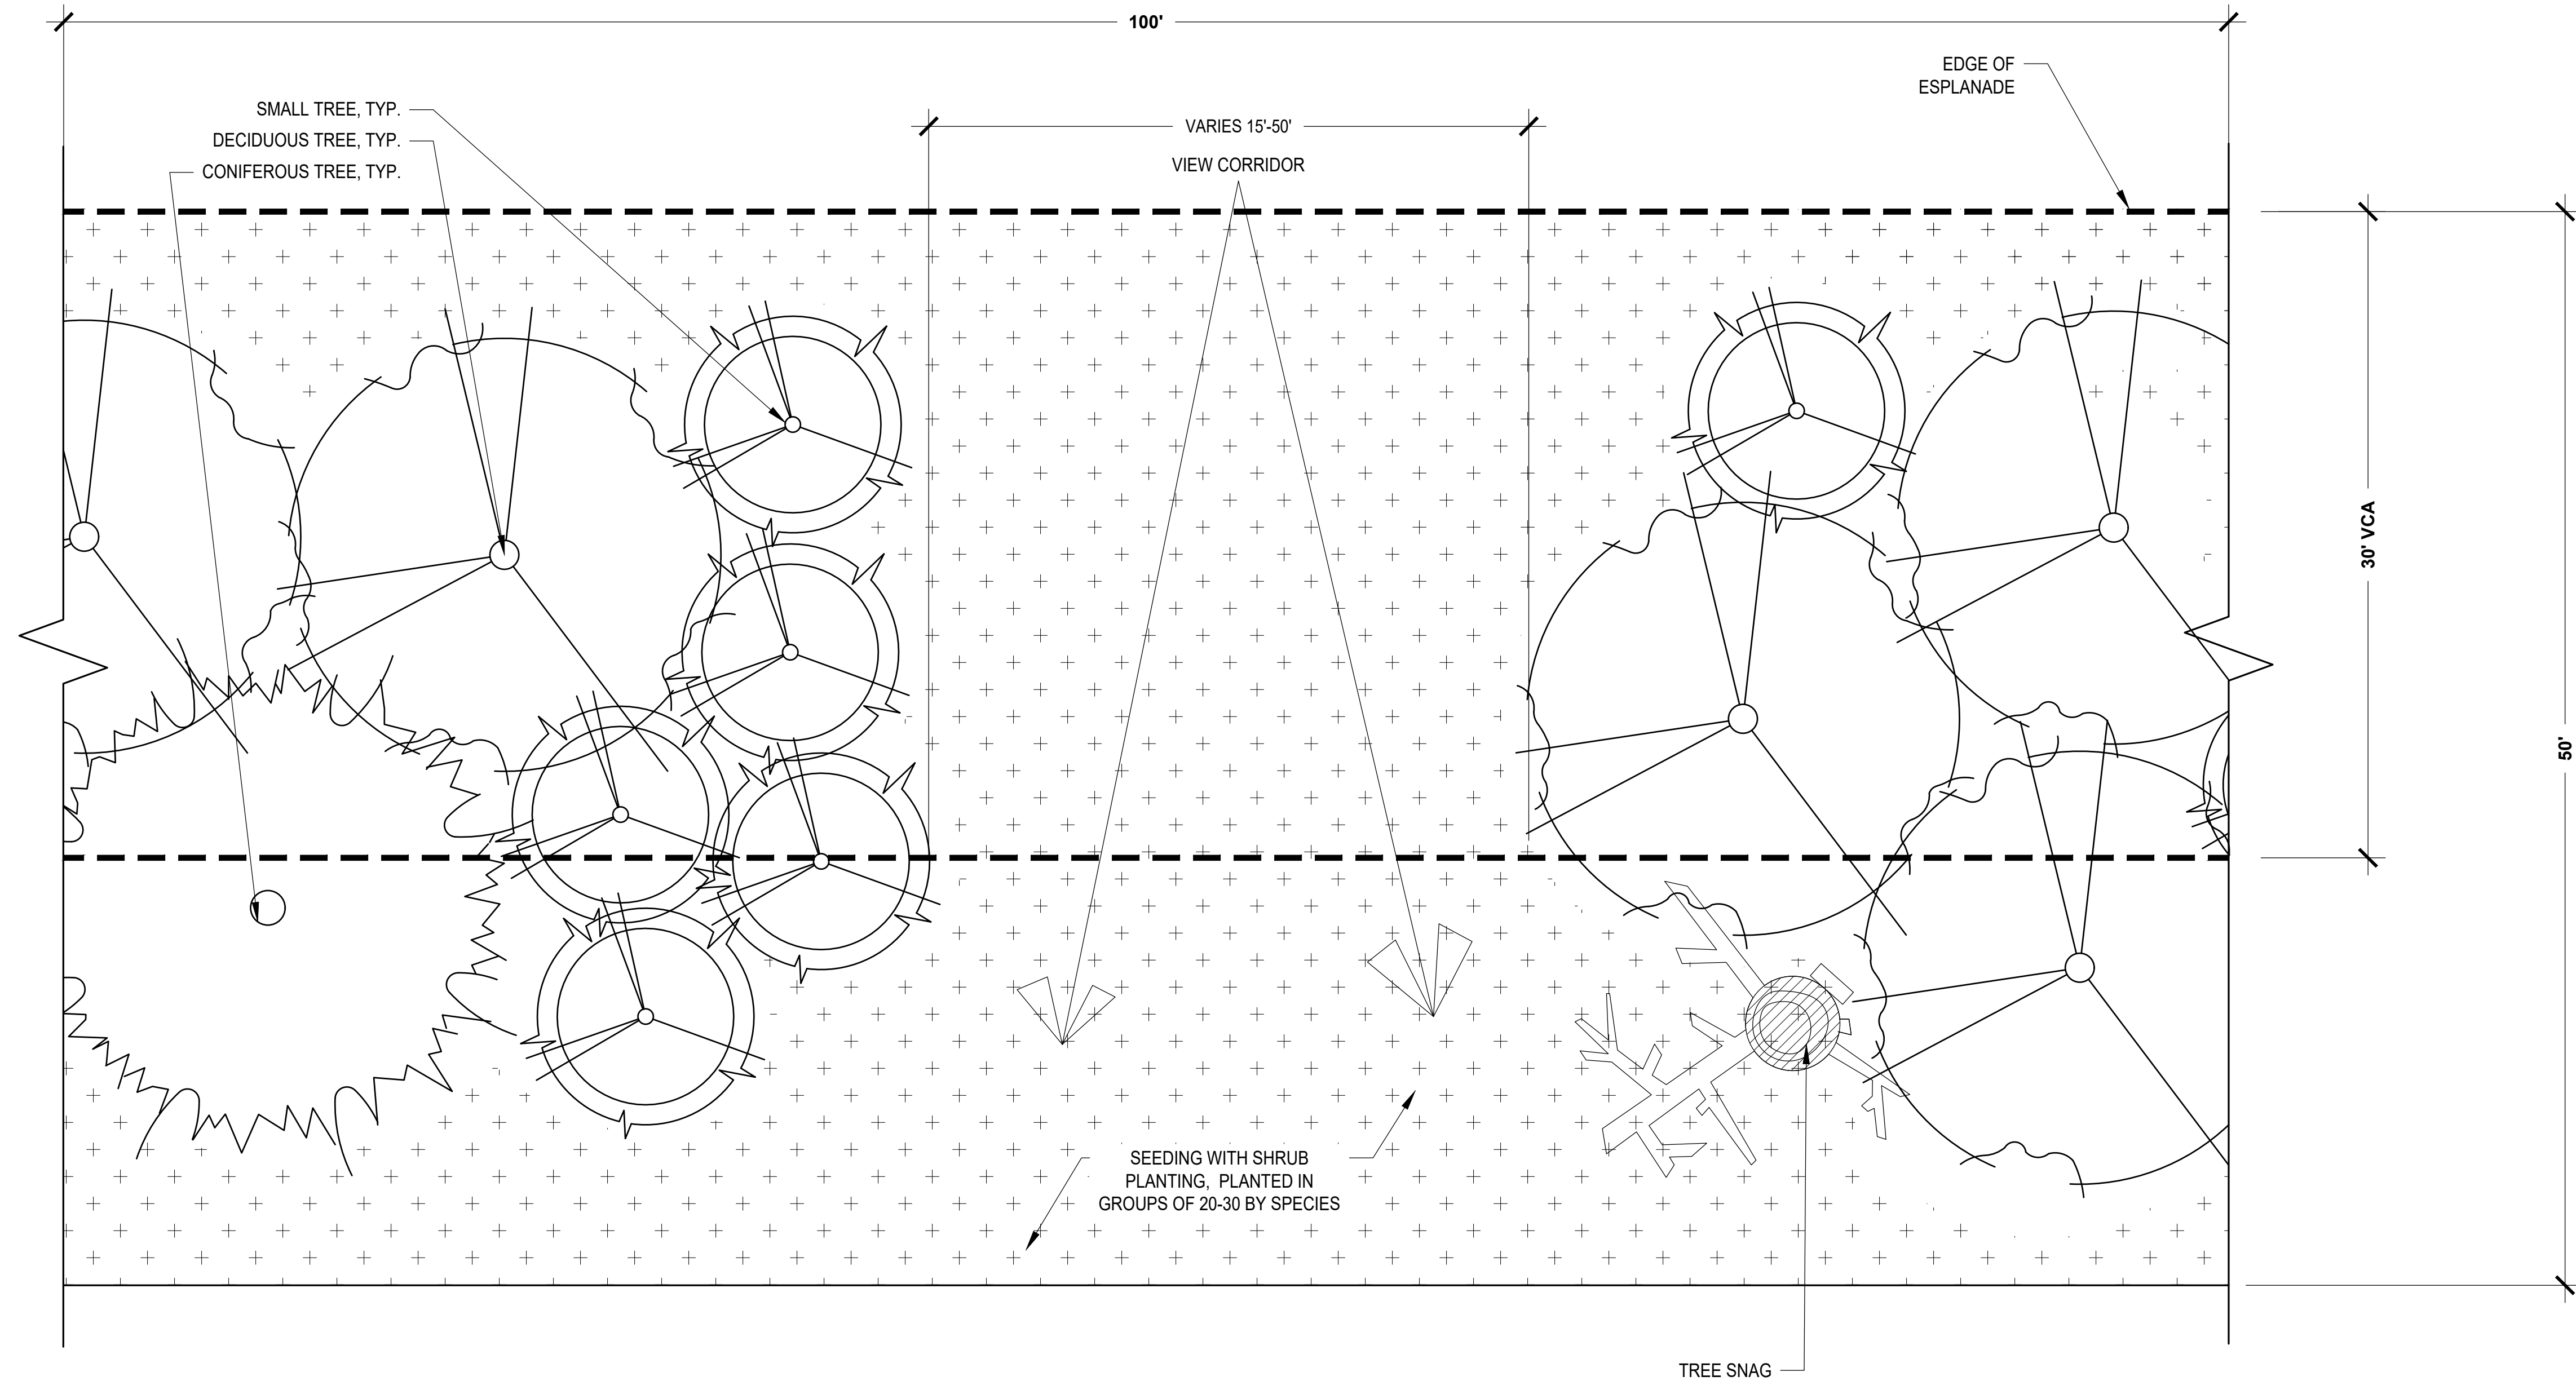 100'
EDGE OF
ESPLANADE
SMALL TREE, TYP.
DECIDUOUS TREE, TYP.
CONIFEROUS TREE, TYP.
VARIES 15'-50'
VIEW CORRIDOR
30' VCA
50'
SEEDING WITH SHRUB
PLANTING, PLANTED IN
GROUPS OF 20-30 BY SPECIES
TREE SNAG